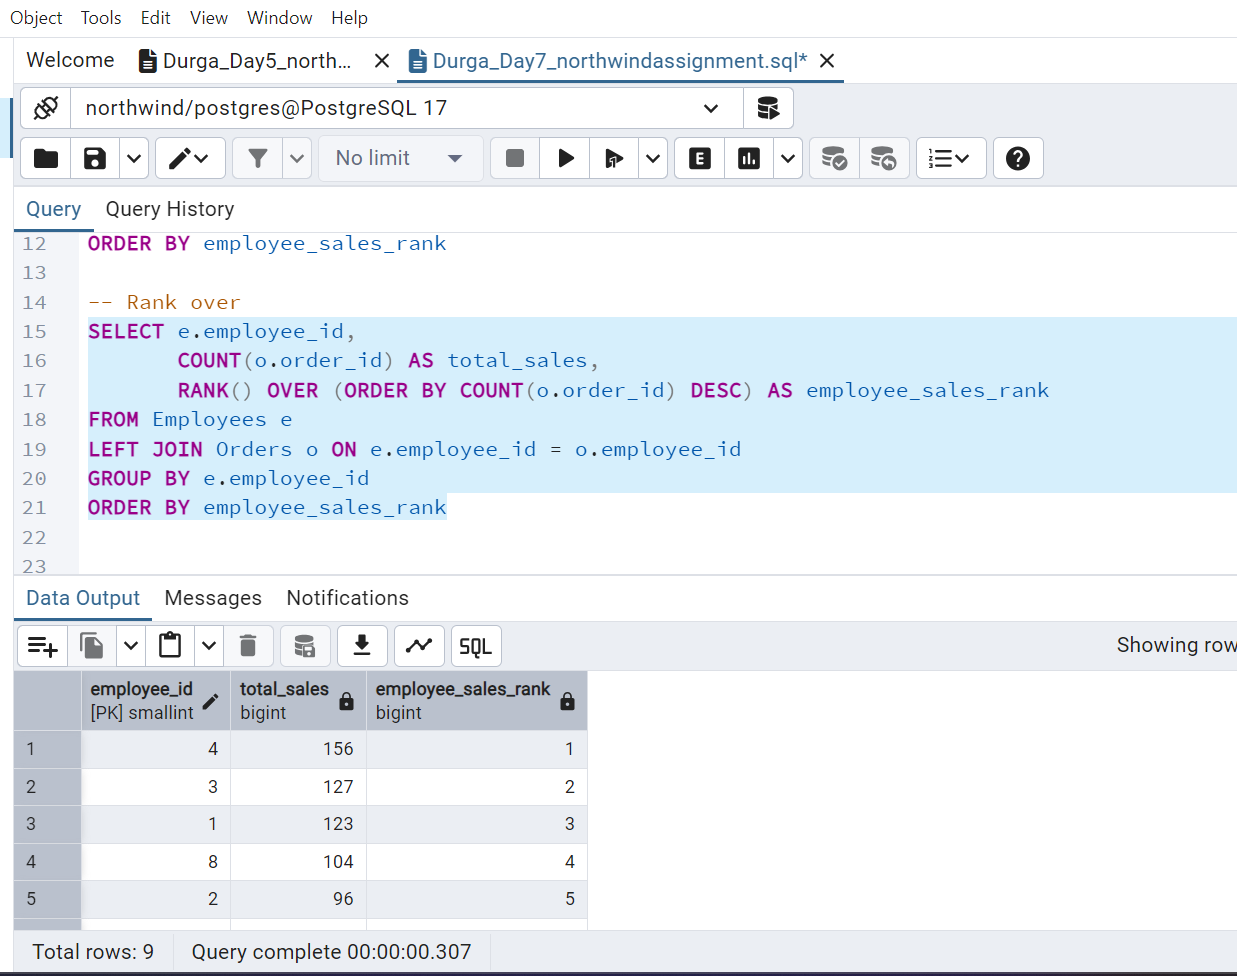 Object Tools Edit View Window Help
Welcome Durga_Day5_north... Durga_Day7_northwindassignment.sql*
northwind/postgres@PostgreSQL 17
No limit E
Query Query History
12 ORDER BY employee_sales_rank
13
14 -- Rank over
15 SELECT e.employee_id,
16 COUNT(o.order_id) AS total_sales,
17 RANK() OVER (ORDER BY COUNT(o.order_id) DESC) AS employee_sales_rank
18 FROM Employees e
19 LEFT JOIN Orders o ON e.employee_id = o.employee_id
20 GROUP BY e.employee_id
21 ORDER BY employee_sales_rank
22
23
Data Output Messages Notifications
SQL Showing row
employee_id total_sales employee_sales_rank
[PK] smallint bigint bigint
1 4 156 1
2 3 127 2
3 1 123 3
4 8 104 4
5 2 96 5
Total rows: 9 Query complete 00:00:00.307